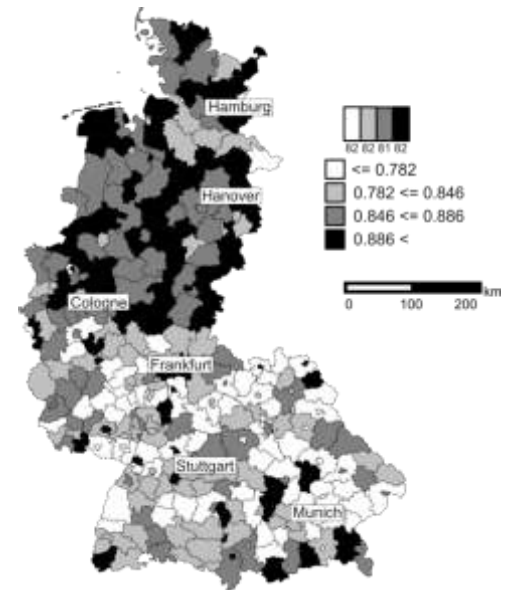 Hamburg
82 82 81 82
<= 0.782
0.782 <= 0.846
Hanover
0.846 <= 0.886
0.886 <
km
0 100 200
Cologne
Frankfurt
Stuttgart
Munich